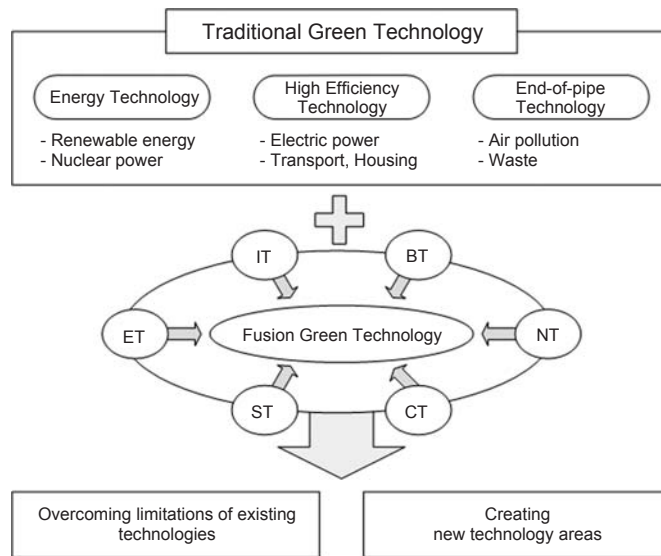 Traditional Green Technology
Energy Technology
- Renewable energy
- Nuclear power
High Efficiency
Technology
- Electric power
- Transport, Housing
End-of-pipe
Technology
- Air pollution
- Waste
IT
BT
ET
Fusion Green Technology
NT
ST
CT
Overcoming limitations of existing
technologies
Creating
new technology areas